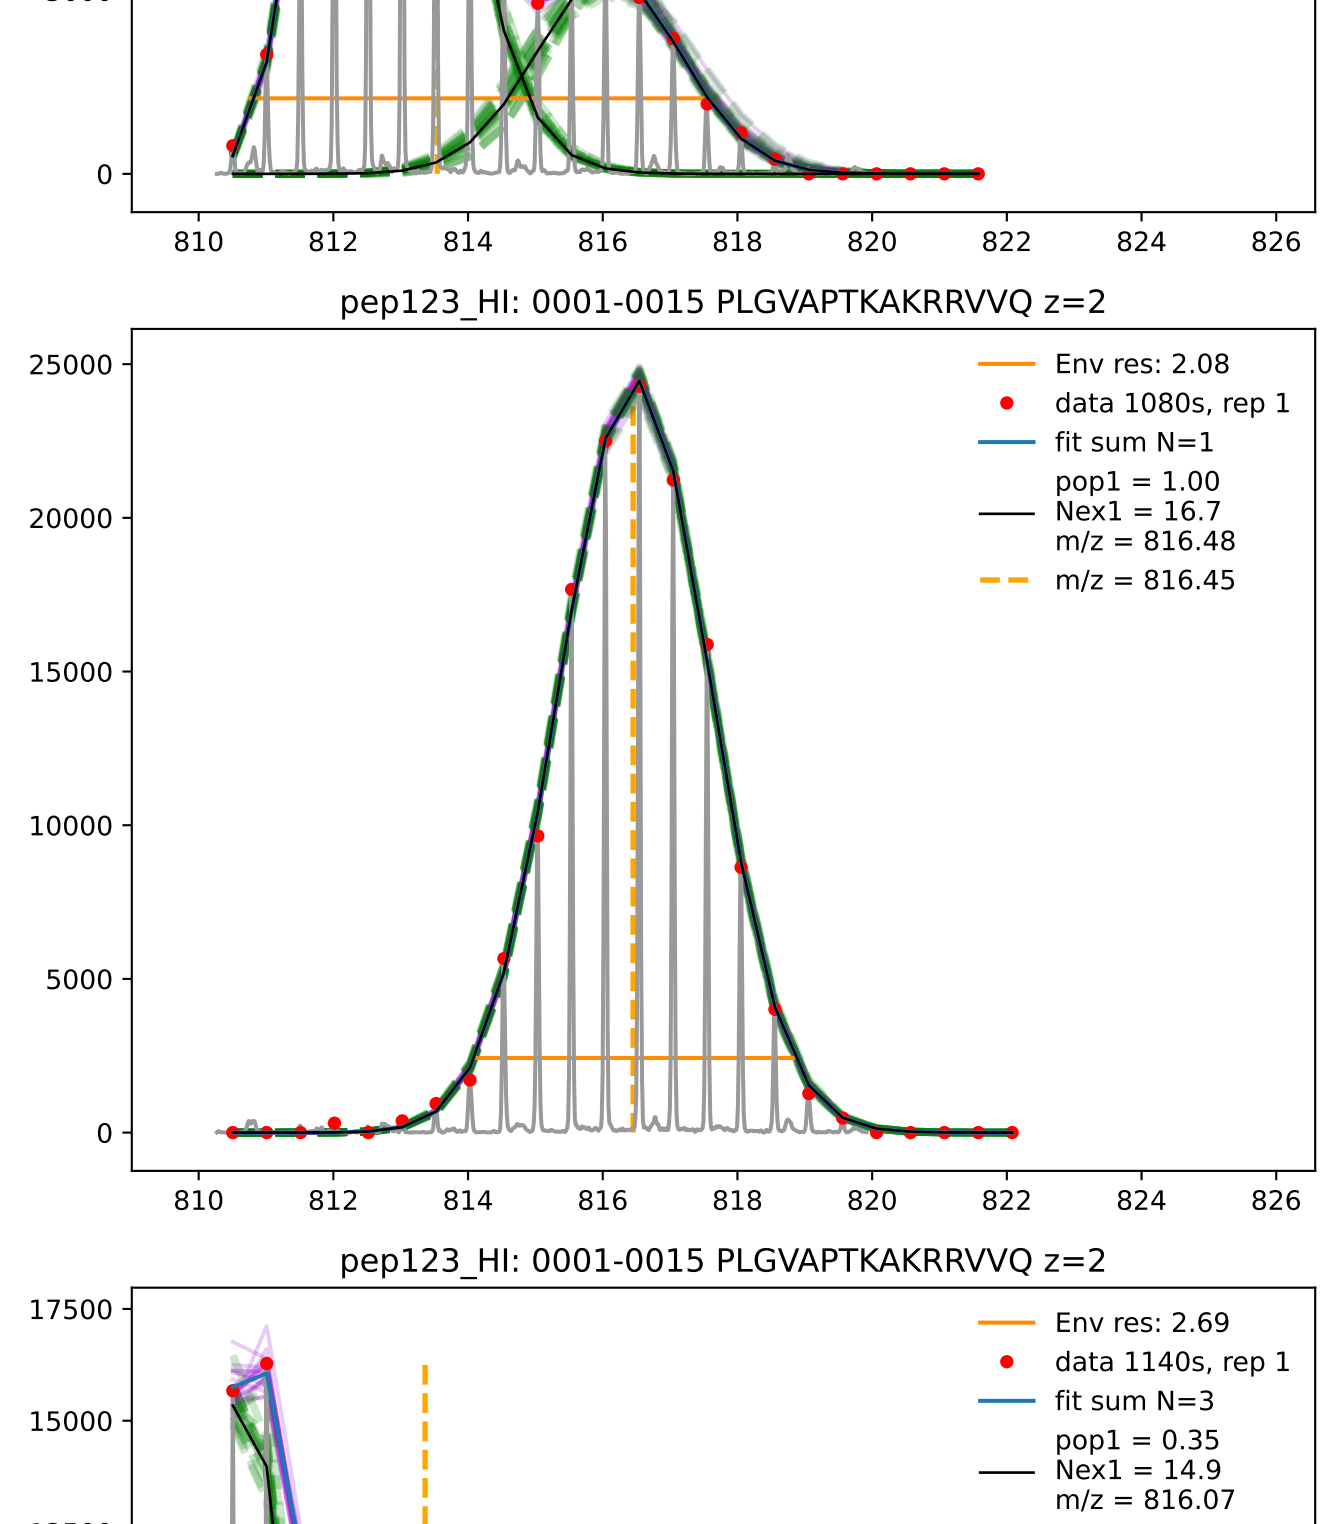 0
810 812 814 816 818 820 822 824 826
pep123_HI: 0001-0015 PLGVAPTKAKRRVVQ z=2
25000
20000
15000
10000
5000
0
Env res: 2.08
data 1080s, rep 1
fit sum N=1
pop1 = 1.00
Nex1 = 16.7
m/z = 816.48
m/z = 816.45
810 812 814 816 818 820 822 824 826
pep123_HI: 0001-0015 PLGVAPTKAKRRVVQ z=2
17500
15000
Env res: 2.69
data 1140s, rep 1
fit sum N=3
pop1 = 0.35
Nex1 = 14.9
m/z = 816.07